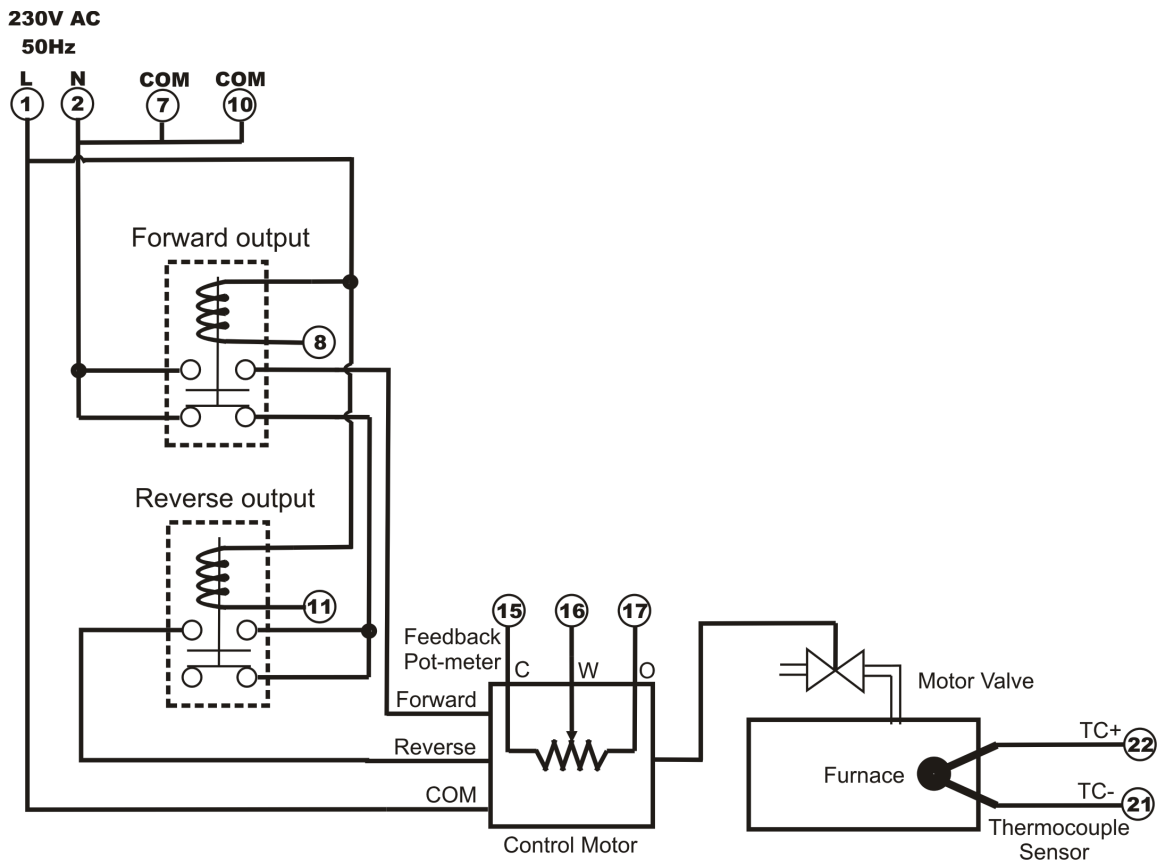 230V AC
50Hz
L N COM COM
1 2 7 10
Forward output
8
Reverse output
11
15 16 17
Feedback
Pot-meter
C W O
Forward
Reverse
COM
Control Motor
Motor Valve
Furnace
TC+ 22
TC- 21
Thermocouple
Sensor